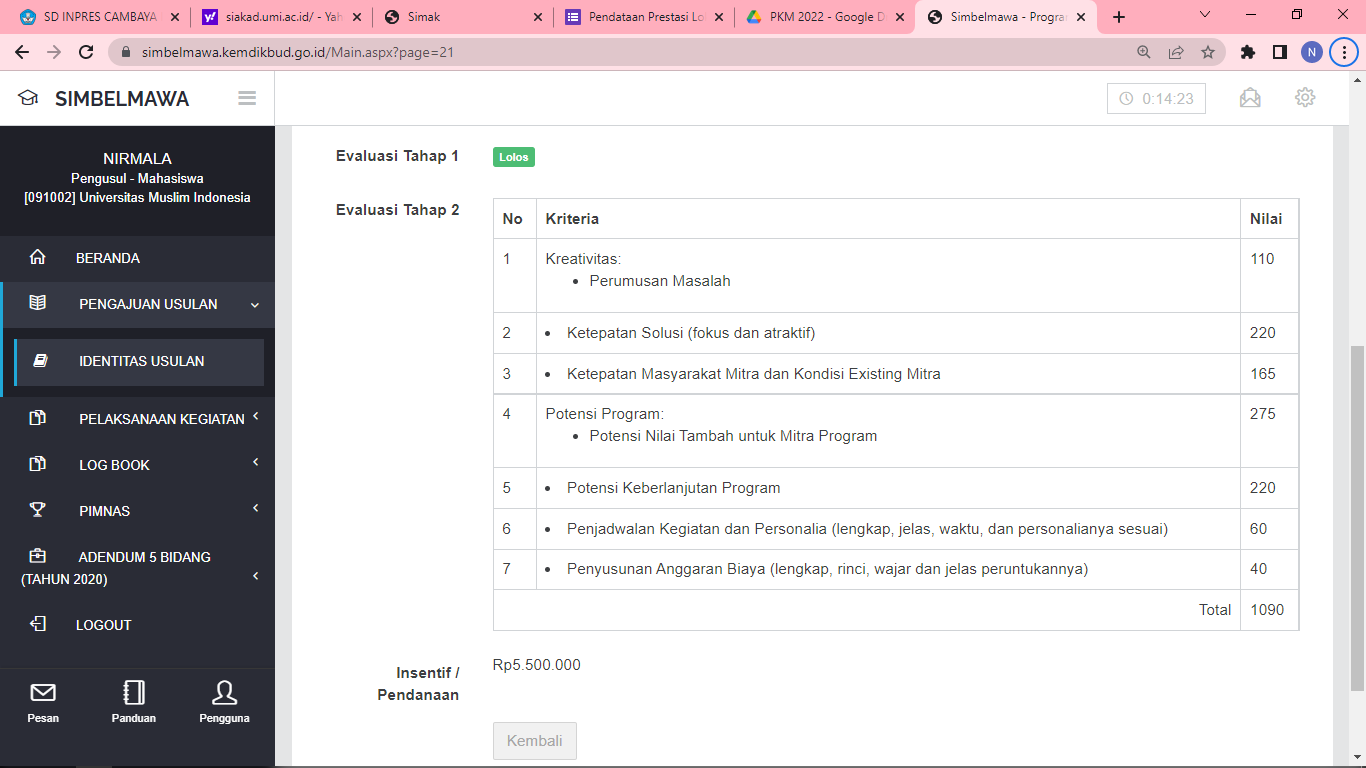 SD INPRES CAMBAYA
siakad.umi.ac.id/ - Yah
Simak
Pendataan Prestasi Lo
PKM 2022 - Google D
Simbelmawa - Progra
simbelmawa.kemdikbud.go.id/Main.aspx?page=21
N
SIMBELMAWA
0:14:23
NIRMALA
Pengusul - Mahasiswa
[091002] Universitas Muslim Indonesia
BERANDA
PENGAJUAN USULAN
IDENTITAS USULAN
PELAKSANAAN KEGIATAN
LOG BOOK
PIMNAS
ADENDUM 5 BIDANG
(TAHUN 2020)
LOGOUT
Pesan
Panduan
Pengguna
Evaluasi Tahap 1
Lolos
Evaluasi Tahap 2
No Kriteria Nilai
1 Kreativitas: 110
• Perumusan Masalah
2 • Ketepatan Solusi (fokus dan atraktif) 220
3 • Ketepatan Masyarakat Mitra dan Kondisi Existing Mitra 165
4 Potensi Program: 275
• Potensi Nilai Tambah untuk Mitra Program
5 • Potensi Keberlanjutan Program 220
6 • Penjadwalan Kegiatan dan Personalia (lengkap, jelas, waktu, dan personalianya sesuai) 60
7 • Penyusunan Anggaran Biaya (lengkap, rinci, wajar dan jelas peruntukannya) 40
Total 1090
Insentif /
Pendanaan
Rp5.500.000
Kembali